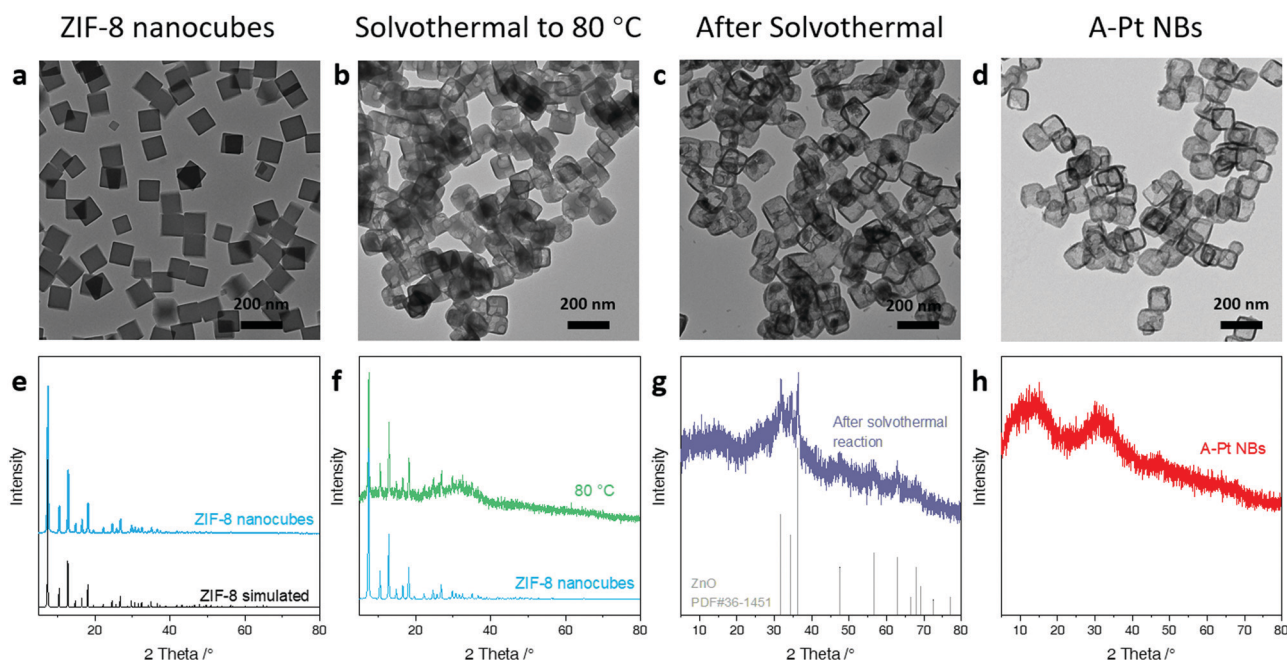 ZIF-8 nanocubes
Solvothermal to 80 °C
After Solvothermal
A-Pt NBs
a
b
c
d
200 nm
200 nm
200 nm
200 nm
e
f
g
h
Intensity
ZIF-8 nanocubes
ZIF-8 simulated
20 40 60 80
2 Theta /°
Intensity
80 °C
ZIF-8 nanocubes
20 40 60 80
2 Theta /°
Intensity
After solvothermal
reaction
ZnO
PDF#36-1451
10 20 30 40 50 60 70 80
2 Theta /°
Intensity
A-Pt NBs
10 20 30 40 50 60 70 80
2 Theta /°